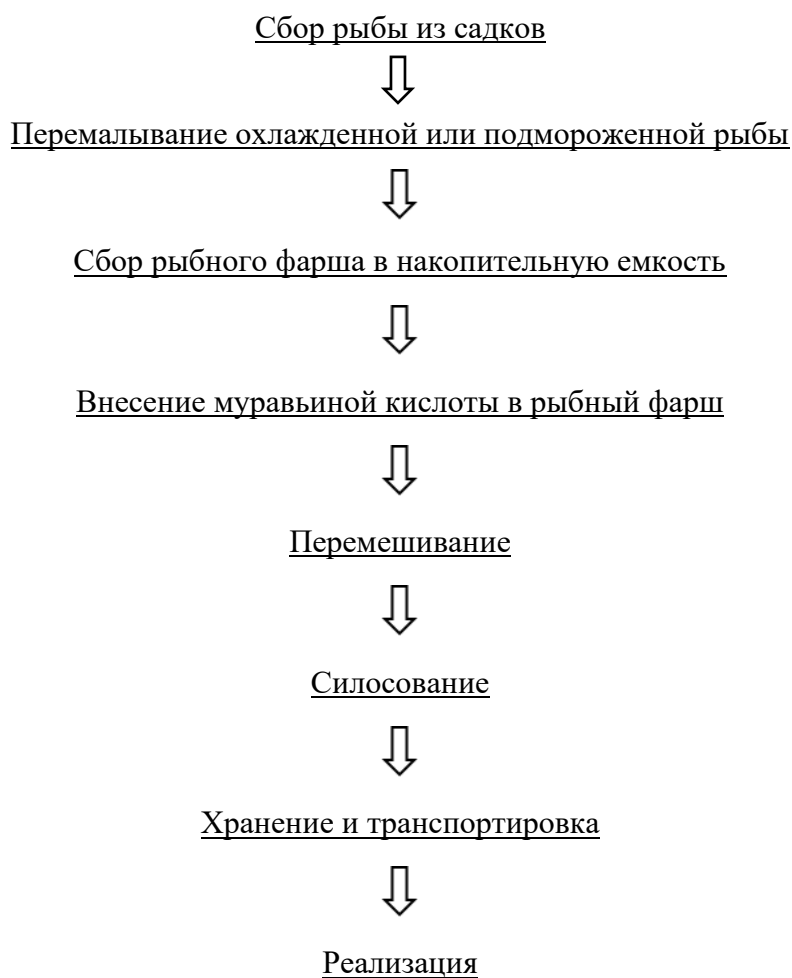 Сбор рыбы из садков
Перемалывание охлажденной или подмороженной рыбы
Сбор рыбного фарша в накопительную емкость
Внесение муравьиной кислоты в рыбный фарш
Перемешивание
Силосование
Хранение и транспортировка
Реализация